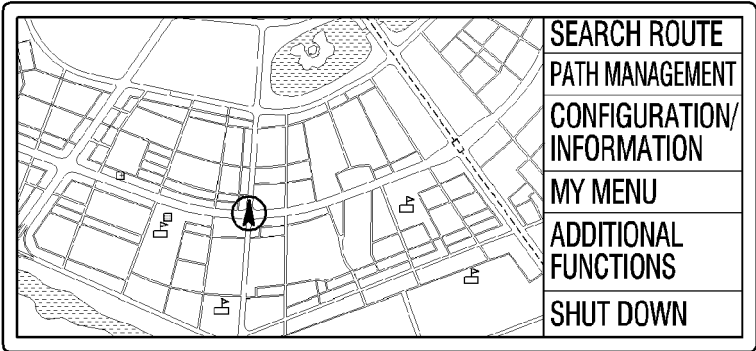 SEARCH ROUTE
PATH MANAGEMENT
CONFIGURATION/
INFORMATION
MY MENU
ADDITIONAL
FUNCTIONS
SHUT DOWN